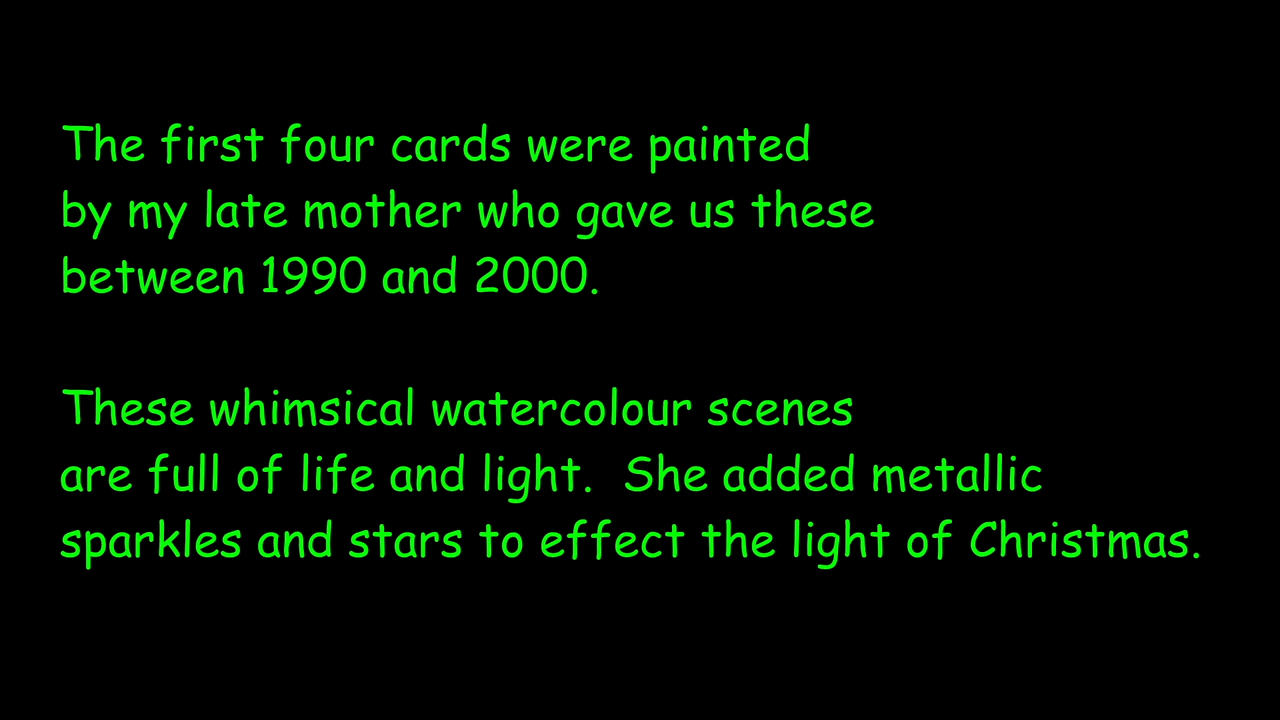 The first four cards were painted
by my late mother who gave us these
between 1990 and 2000.
These whimsical watercolour scenes
are full of life and light.  She added metallic
sparkles and stars to effect the light of Christmas.